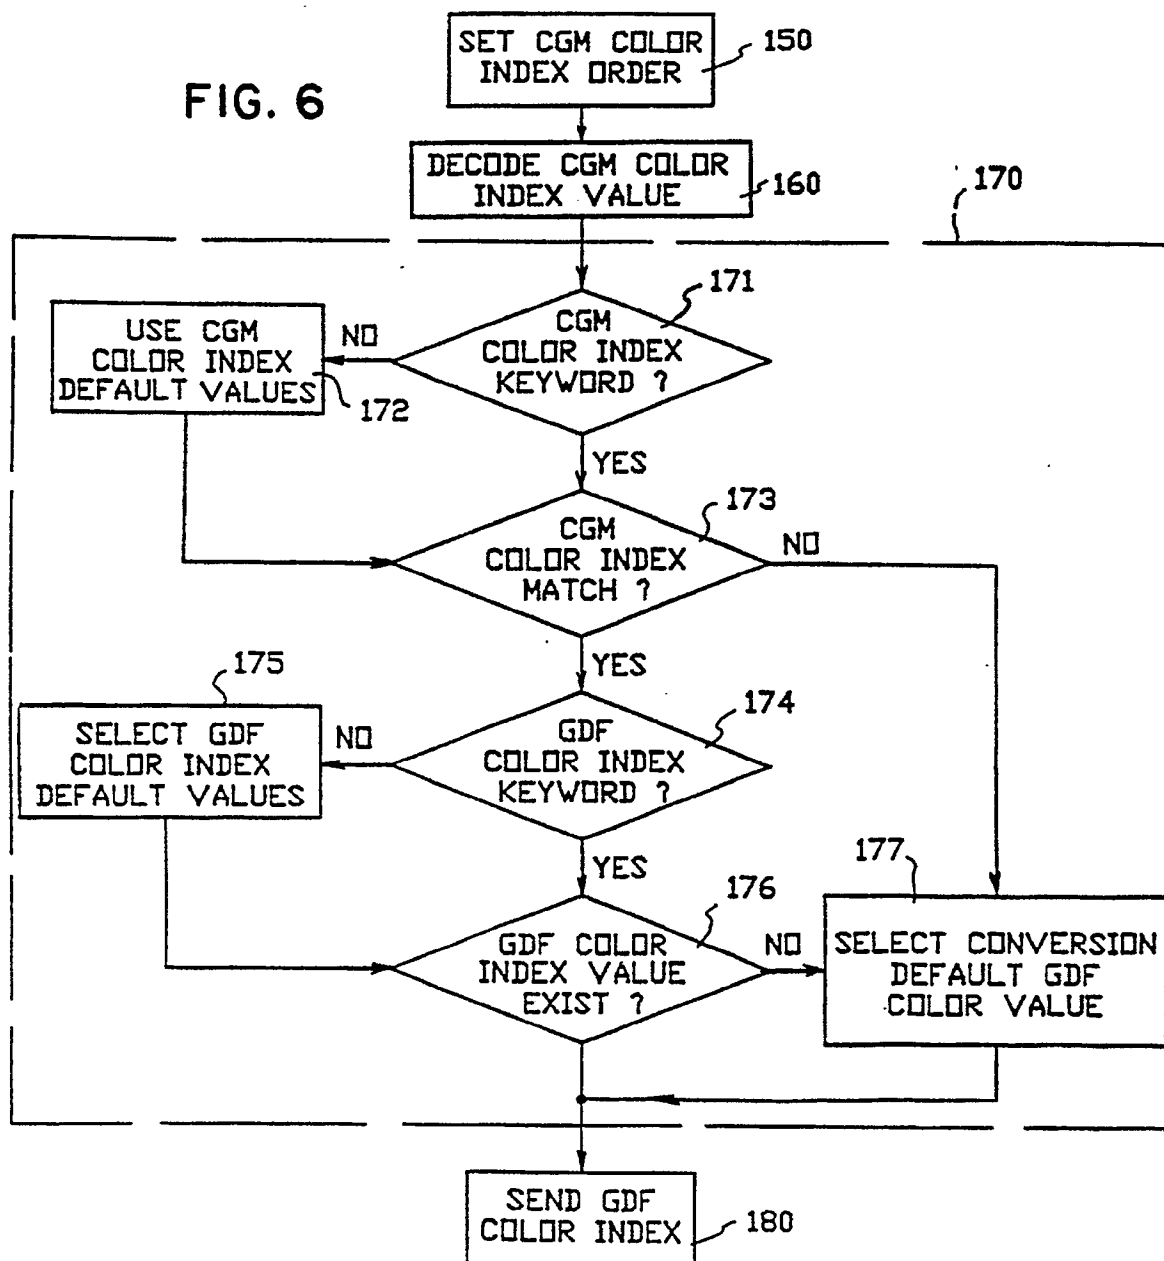 FIG. 6
SET CGM COLOR
INDEX ORDER
150
DECODE CGM COLOR
INDEX VALUE
160
170
171
CGM
COLOR INDEX
KEYWORD ?
NO
USE CGM
COLOR INDEX
DEFAULT VALUES
172
YES
173
CGM
COLOR INDEX
MATCH ?
NO
YES
175
SELECT GDF
COLOR INDEX
DEFAULT VALUES
NO
174
GDF
COLOR INDEX
KEYWORD ?
YES
176
GDF COLOR
INDEX VALUE
EXIST ?
NO
177
SELECT CONVERSION
DEFAULT GDF
COLOR VALUE
SEND GDF
COLOR INDEX
180